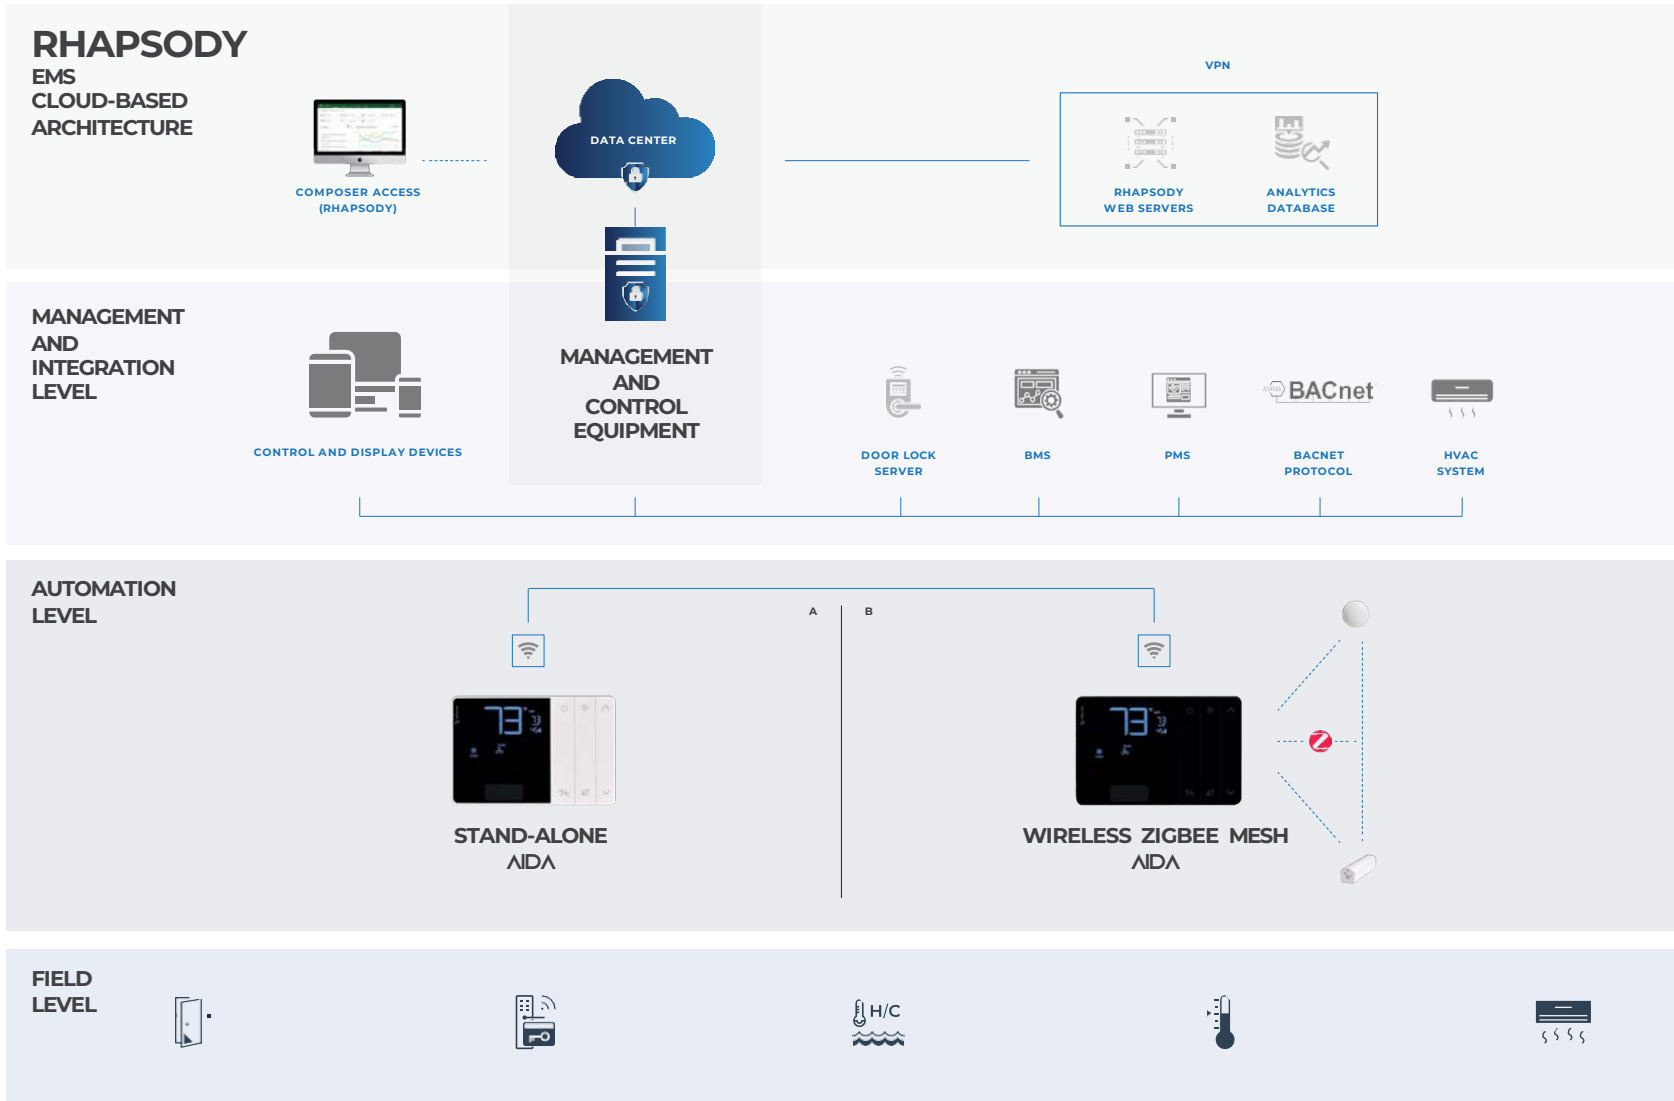 RHAPSODY
EMS
CLOUD-BASED
ARCHITECTURE
COMPOSER ACCESS
(RHAPSODY)
DATA CENTER
VPN
RHAPSODY
WEB SERVERS
ANALYTICS
DATABASE
MANAGEMENT
AND
INTEGRATION
LEVEL
CONTROL AND DISPLAY DEVICES
MANAGEMENT
AND
CONTROL
EQUIPMENT
DOOR LOCK
SERVER
BMS
PMS
BACnet
BACNET
PROTOCOL
HVAC
SYSTEM
AUTOMATION
LEVEL
A
B
73
STAND-ALONE
AIDA
73
WIRELESS ZIGBEE MESH
AIDA
FIELD
LEVEL
H/C